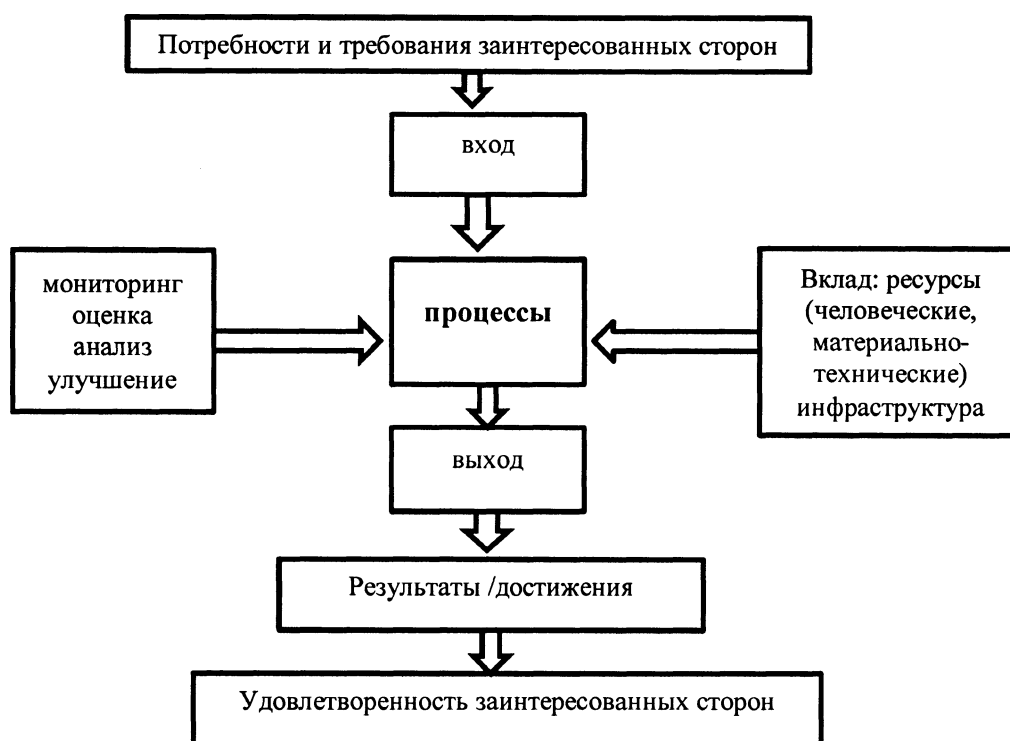 Потребности и требования заинтересованных сторон
вход
мониторинг
оценка
анализ
улучшение
процессы
Вклад: ресурсы
(человеческие,
материально-
технические)
инфраструктура
выход
Результаты /достижения
Удовлетворенность заинтересованных сторон